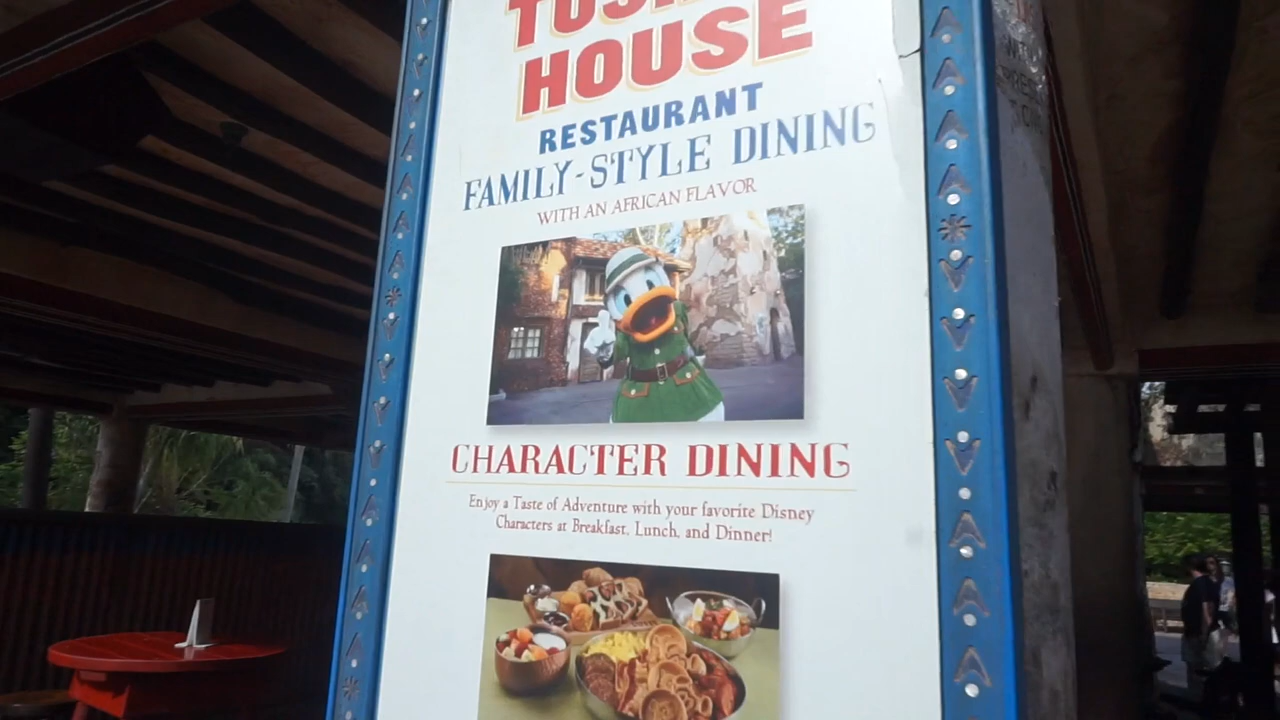 HOUSE
RESTAURANT
FAMILY-STYLE DINING
WITH AN AFRICAN FLAVOR
CHARACTER DINING
Enjoy a Taste of Adventure with your favorite Disney
Characters at Breakfast, Lunch, and Dinner!